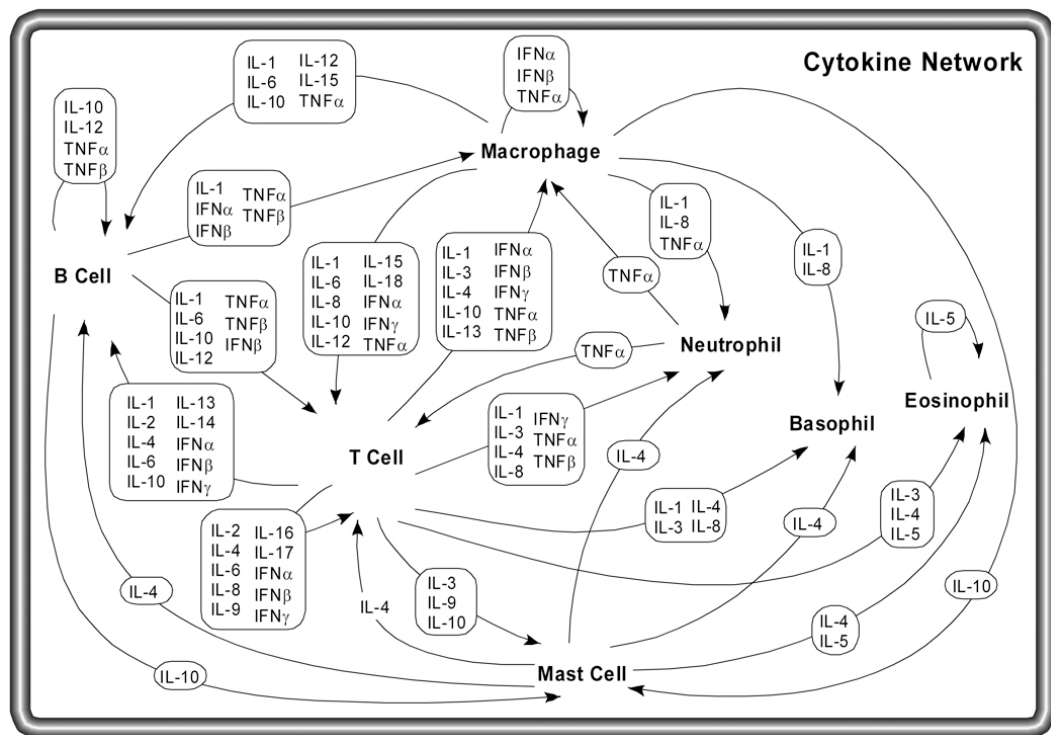 Cytokine Network
IL-1 IL-12
IL-6 IL-15
IL-10 TNFα
IFNα
IFNβ
TNFα
IL-10
IL-12
TNFα
TNFβ
Macrophage
IL-1 TNFα
IFNα TNFβ
IFNβ
IL-1
IL-8
TNFα
IL-1
IL-8
B Cell
IL-1 IL-15
IL-6 IL-18
IL-8 IFNα
IL-10 IFNγ
IL-12 TNFα
IL-1 IFNα
IL-3 IFNβ
IL-4 IFNγ
IL-10 TNFα
IL-13 TNFβ
TNFα
IL-1 TNFα
IL-6 TNFβ
IL-10 IFNβ
IL-12
IL-5
TNFα
Neutrophil
Eosinophil
IL-1 IL-13
IL-2 IL-14
IL-4 IFNα
IL-6 IFNβ
IL-10 IFNγ
Basophil
IL-1 IFNγ
IL-3 TNFα
IL-4 TNFβ
IL-8
T Cell
IL-4
IL-1 IL-4
IL-3 IL-8
IL-4
IL-3
IL-4
IL-5
IL-2 IL-16
IL-4 IL-17
IL-6 IFNα
IL-8 IFNβ
IL-9 IFNγ
IL-4
IL-4
IL-3
IL-9
IL-10
IL-10
IL-4
IL-5
IL-10
Mast Cell